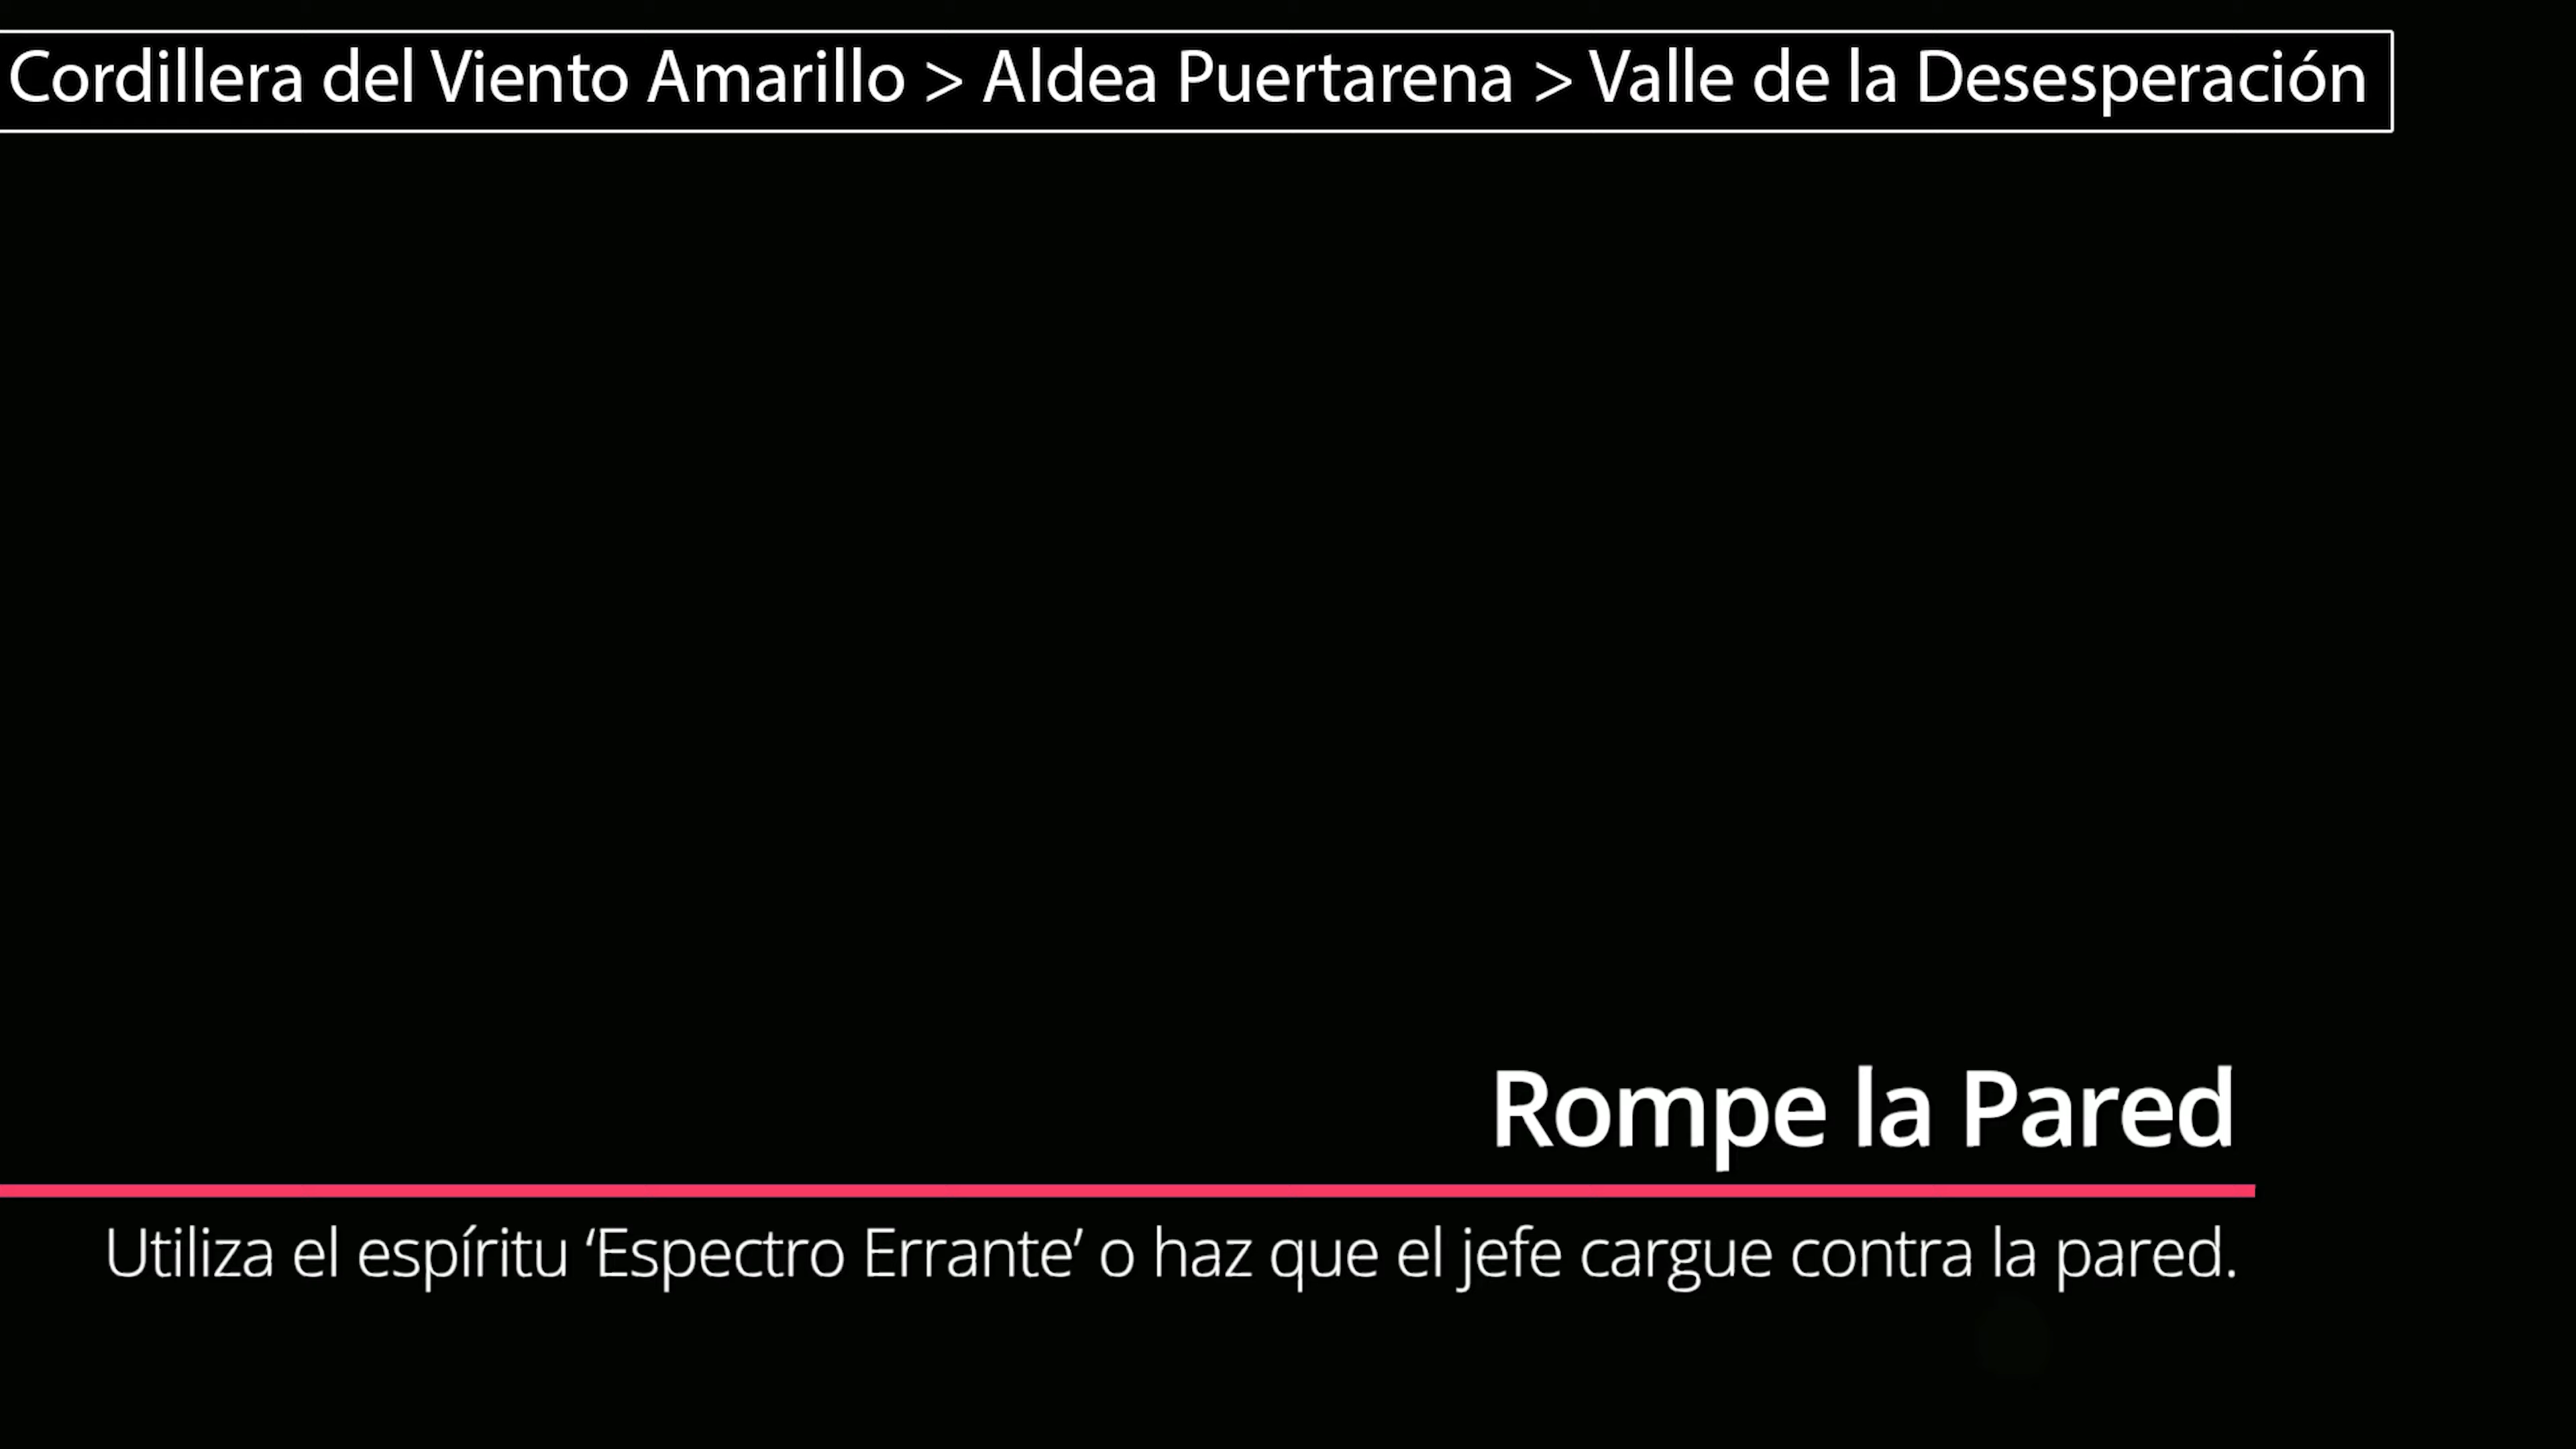 Cordillera del Viento Amarillo > Aldea Puertarena > Valle de la Desesperación
Rompe la Pared
Utiliza el espíritu ‘Espectro Errante’ o haz que el jefe cargue contra la pared.